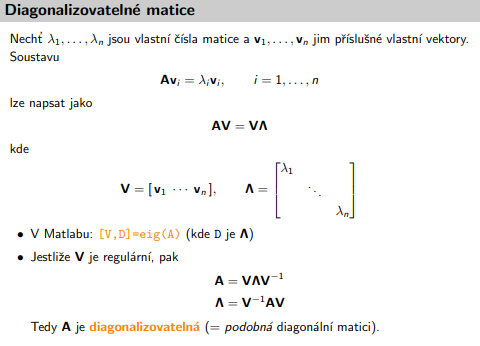 Diagonalizovatelné matice
Nechť λ1, . . . , λn jsou vlastní čísla matice a v1, . . . , vn jim příslušné vlastní vektory.
Soustavu
Avi = λivi, i = 1, . . . , n
lze napsat jako
AV = VΛ
kde
V = [v1 ··· vn], Λ = [λ1 ⋱ λn]
• V Matlabu: [V,D]=eig(A) (kde D je Λ)
• Jestliže V je regulární, pak
A = VΛV⁻¹
Λ = V⁻¹AV
Tedy A je diagonalizovatelná (= podobná diagonální matici).